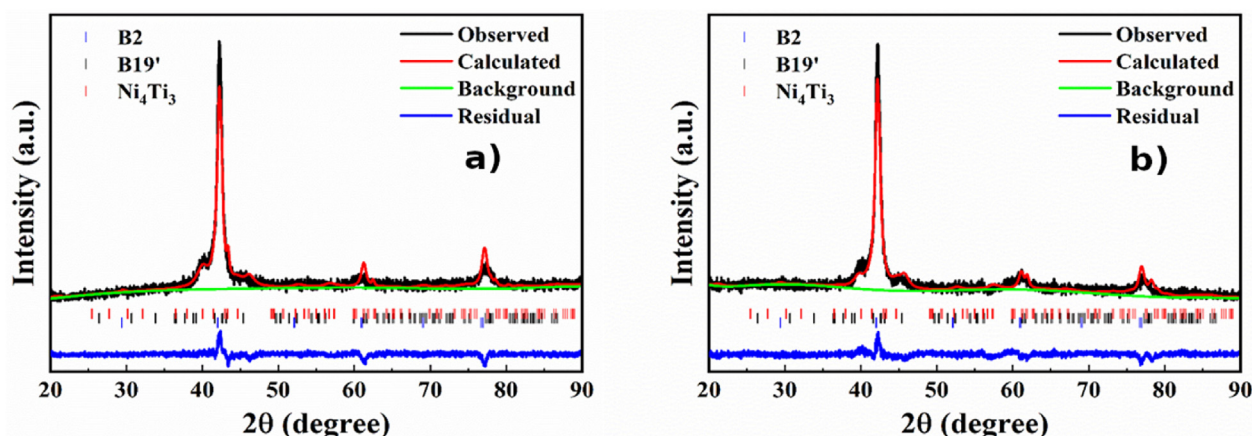 B2
B19'
Ni4Ti3
Observed
Calculated
Background
Residual
a)
Intensity (a.u.)
20 30 40 50 60 70 80 90
2θ (degree)
B2
B19'
Ni4Ti3
Observed
Calculated
Background
Residual
b)
Intensity (a.u.)
20 30 40 50 60 70 80 90
2θ (degree)